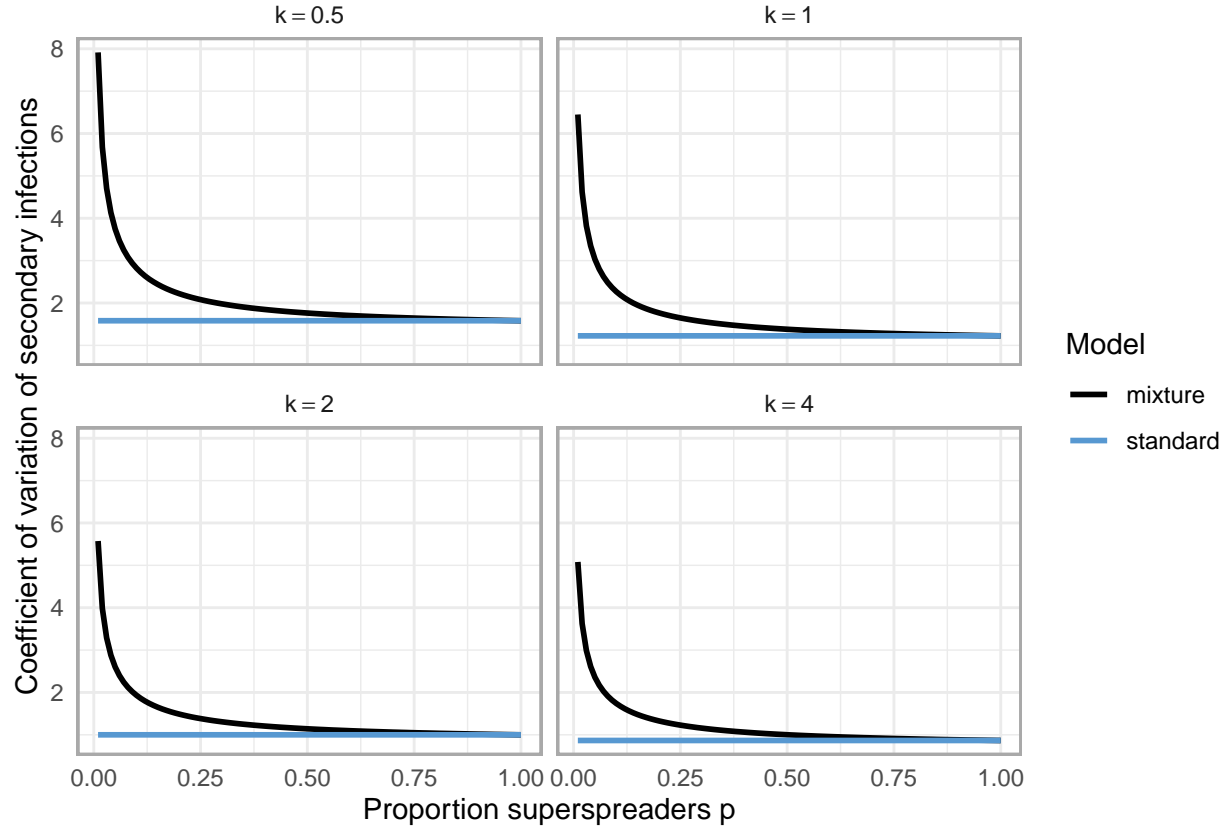 k = 0.5
k = 1
8
6
4
2
k = 2
k = 4
8
6
4
2
0.00 0.25 0.50 0.75 1.00 0.00 0.25 0.50 0.75 1.00
Proportion superspreaders p
Coefficient of variation of secondary infections
Model
mixture
standard